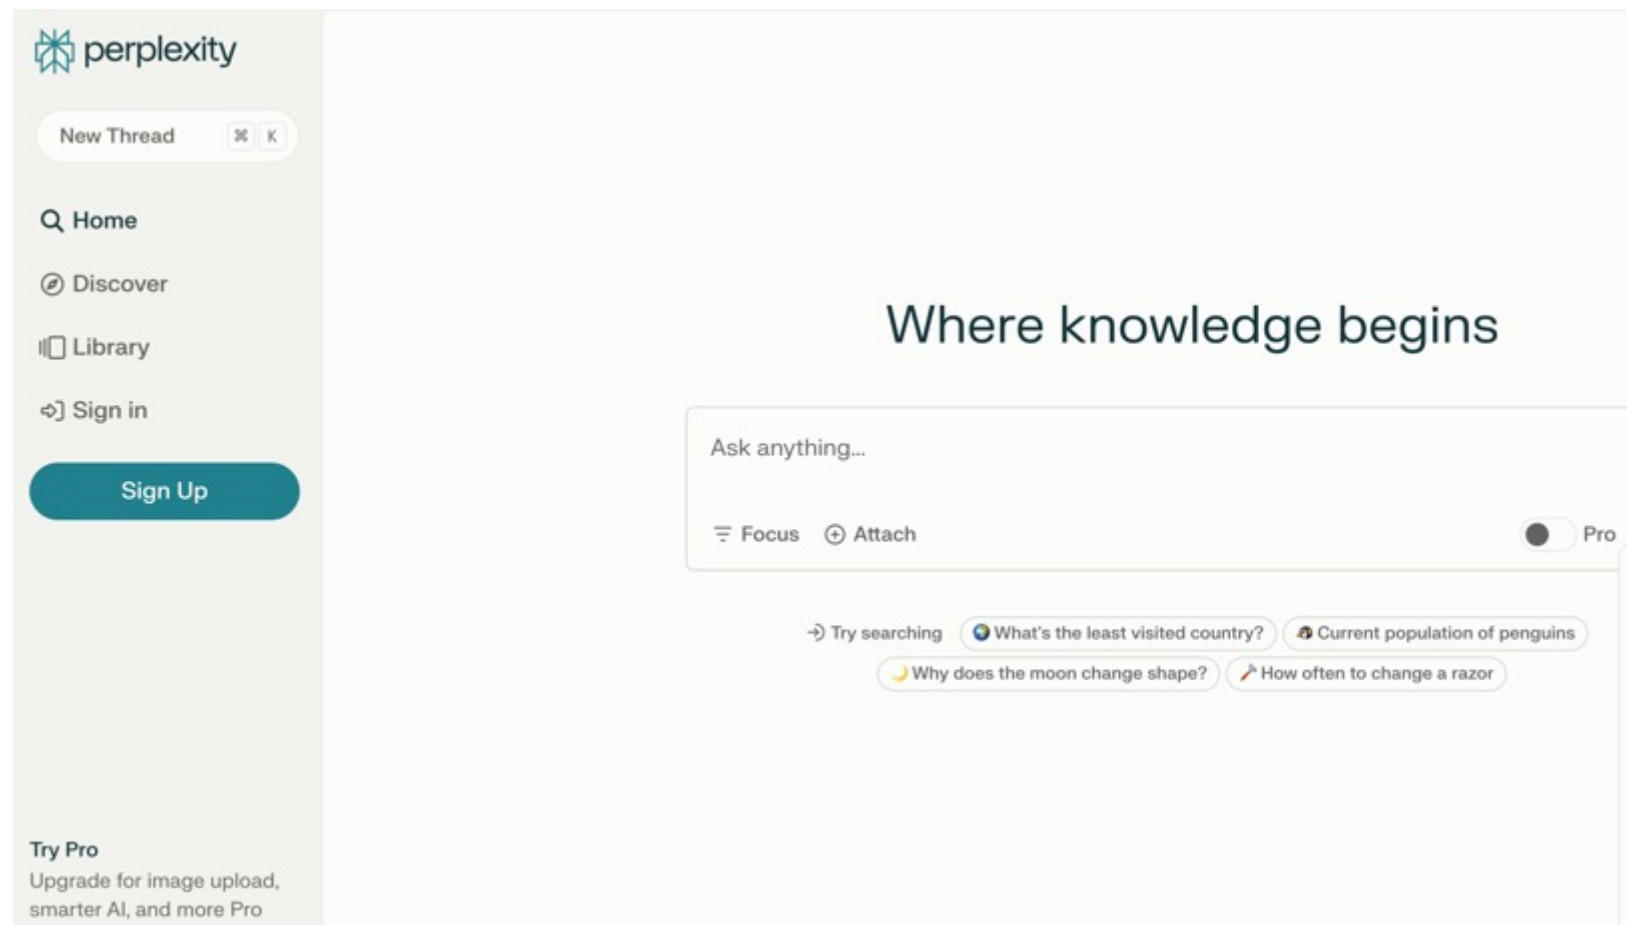 perplexity
New Thread ⌘ K
Home
Discover
Library
Sign in
Sign Up
Try Pro
Upgrade for image upload,
smarter AI, and more Pro
Where knowledge begins
Ask anything...
Focus Attach Pro
Try searching What's the least visited country? Current population of penguins
Why does the moon change shape? How often to change a razor